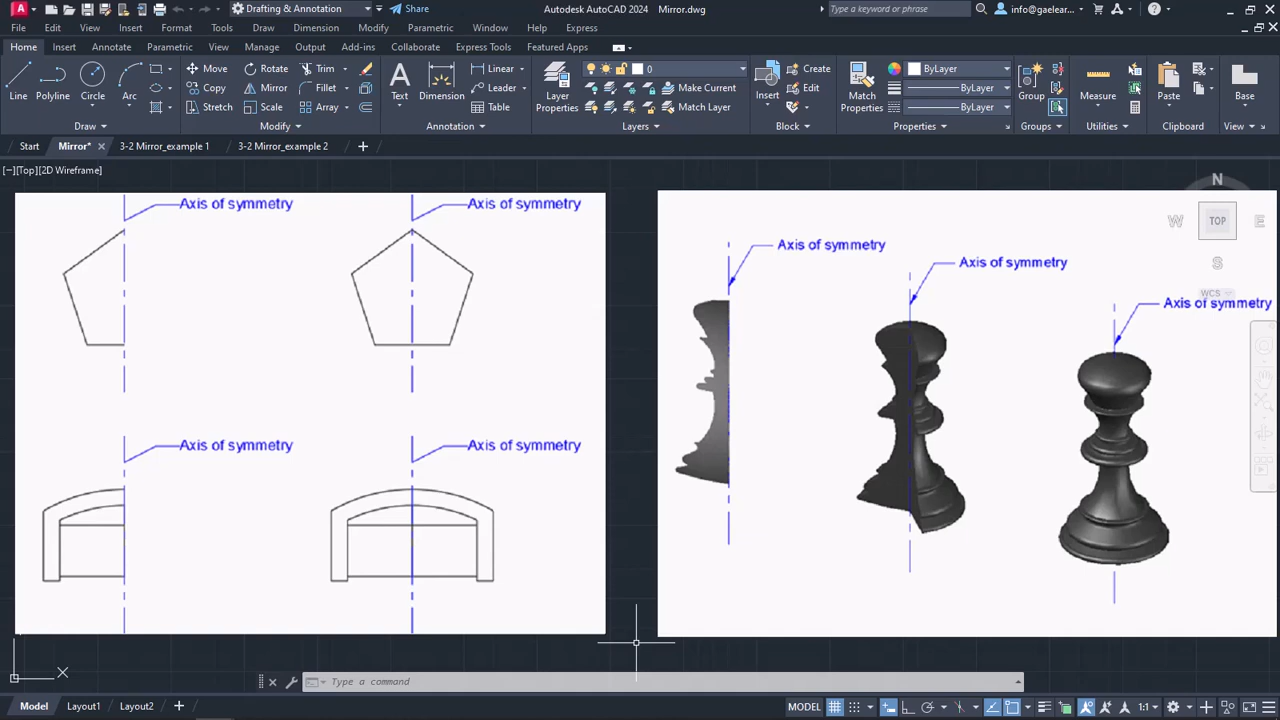 Drafting & Annotation
Share
Autodesk AutoCAD 2024 Mirror.dwg
Type a keyword or phrase
info@gaelear...
File Edit View Insert Format Tools Draw Dimension Modify Parametric Window Help Express
Home Insert Annotate Parametric View Manage Output Add-ins Collaborate Express Tools Featured Apps
Line Polyline Circle Arc
Move Rotate Trim
Copy Mirror Fillet
Stretch Scale Array
Text Dimension
Linear
Leader
Table
Layer Properties
0
Make Current
Match Layer
Insert
Create
Edit
Match Properties
ByLayer
ByLayer
ByLayer
Group
Measure
Paste
Base
Draw Modify Annotation Layers Block Properties Groups Utilities Clipboard View
Start Mirror* 3-2 Mirror_example 1 3-2 Mirror_example 2
[−][Top][2D Wireframe]
N
W TOP E
S
WCS
Axis of symmetry
Axis of symmetry
Axis of symmetry
Axis of symmetry
Axis of symmetry
Axis of symmetry
Axis of symmetry
X
Type a command
Model Layout1 Layout2
MODEL
1:1